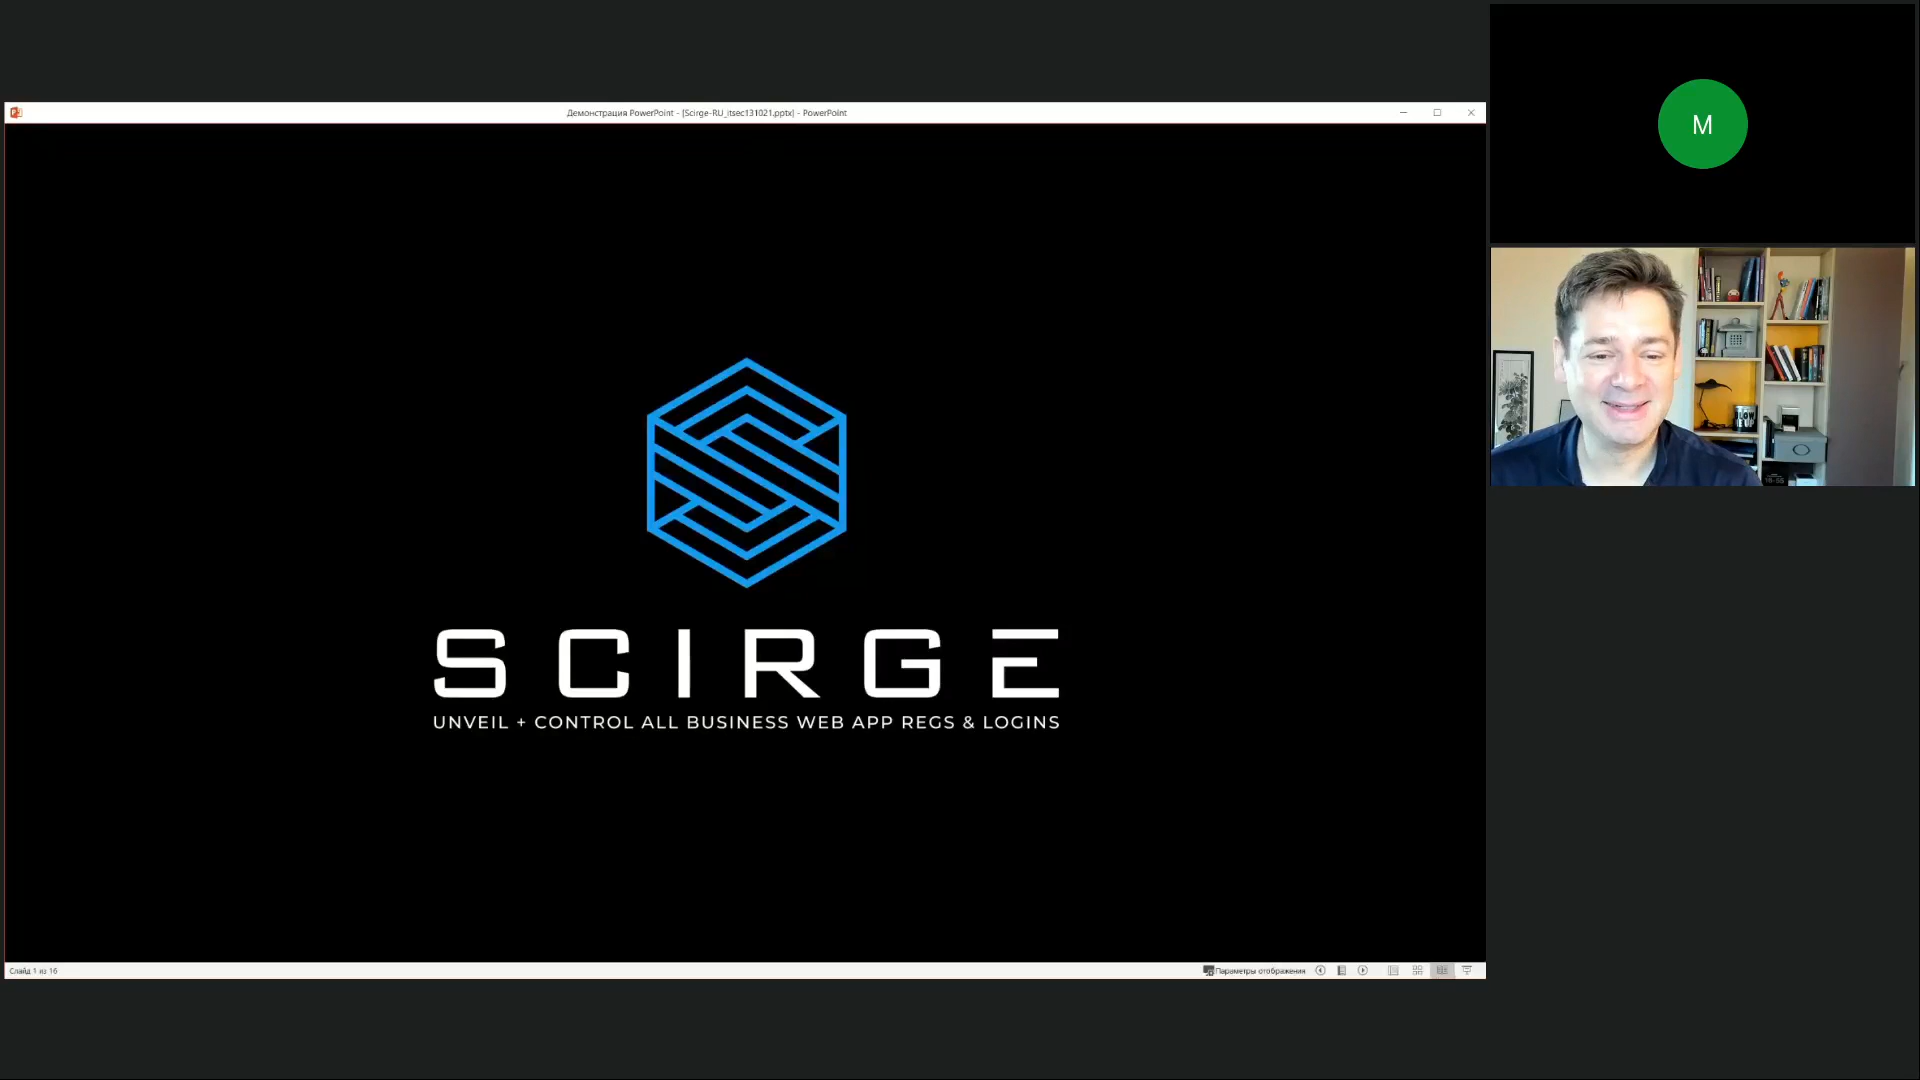 Демонстрация PowerPoint - [Scirge-RU_itsec131021.pptx] - PowerPoint
M
SCIRGE
UNVEIL + CONTROL ALL BUSINESS WEB APP REGS & LOGINS
Слайд 1 из 16
Параметры отображения